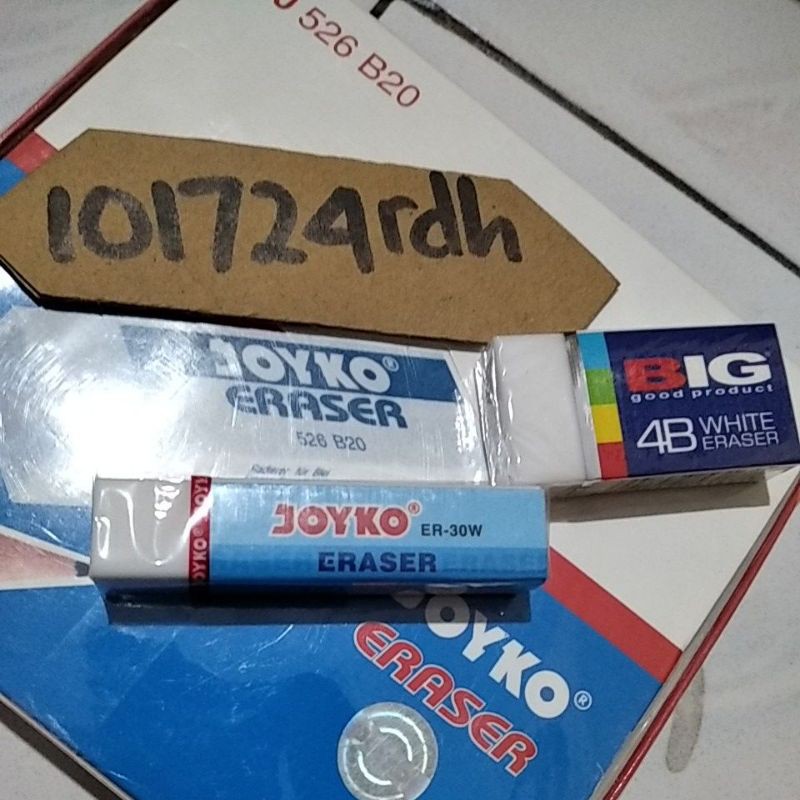 526 B20
101724rdh
JOYKO®
ERASER
526 B20
BIG
good product
4B WHITE
ERASER
JOYKO
JOYKO® ER-30W
ERASER
JOYKO®
ERASER